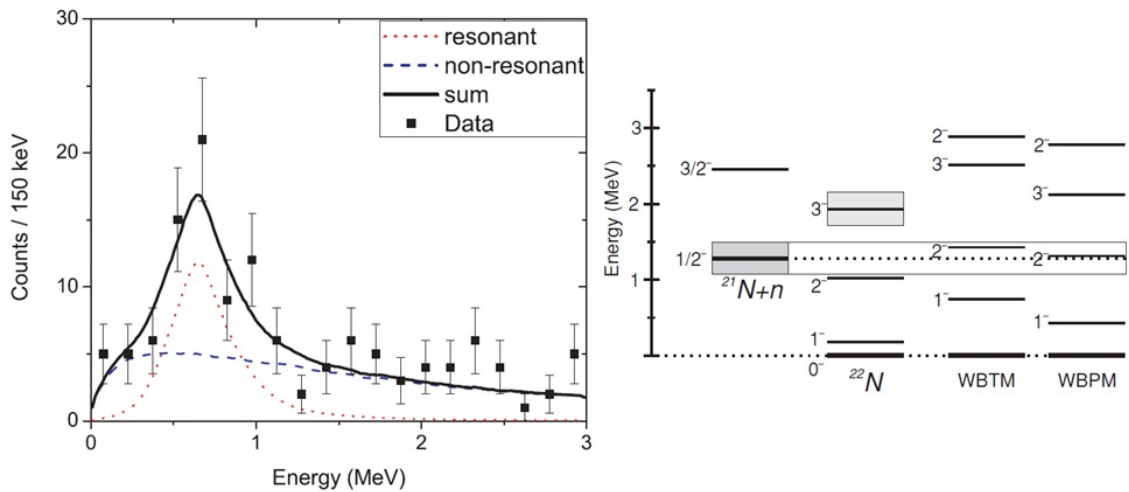 30
20
10
0
Counts / 150 keV
resonant
non-resonant
sum
Data
0 1 2 3
Energy (MeV)
Energy (MeV)
3
2
1
3/2⁻
1/2⁻
²¹N+n
3⁻
2⁻
1⁻
0⁻
²²N
2⁻
3⁻
2⁻
1⁻
WBTM
2⁻
3⁻
2⁻
1⁻
WBPM